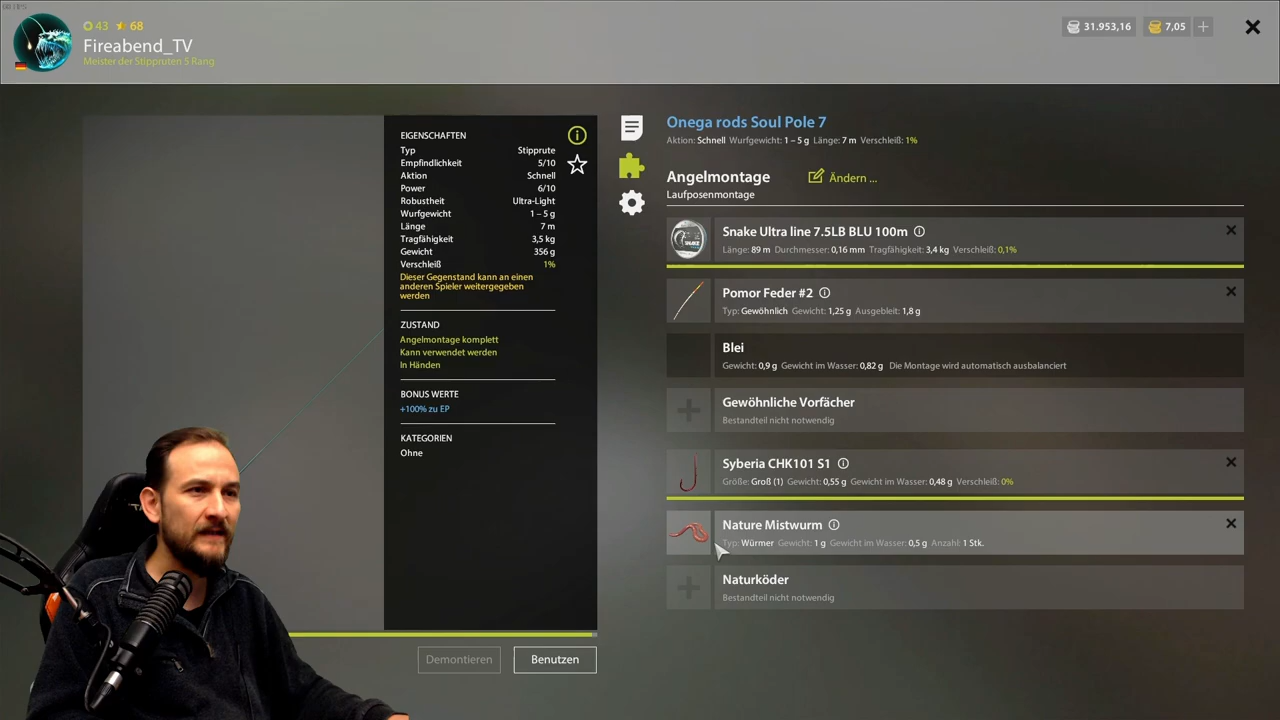 43 68
Fireabend_TV
Meister der Stippruten 5 Rang
31.953,16
7,05
EIGENSCHAFTEN
Typ Stipprute
Empfindlichkeit 5/10
Aktion Schnell
Power 6/10
Robustheit Ultra-Light
Wurfgewicht 1 – 5 g
Länge 7 m
Tragfähigkeit 3,5 kg
Gewicht 356 g
Verschleiß 1%
Dieser Gegenstand kann an einen
anderen Spieler weitergegeben
werden
ZUSTAND
Angelmontage komplett
Kann verwendet werden
In Händen
BONUS WERTE
+100% zu EP
KATEGORIEN
Ohne
Demontieren
Benutzen
Onega rods Soul Pole 7
Aktion: Schnell Wurfgewicht: 1 – 5 g Länge: 7 m Verschleiß: 1%
Angelmontage
Ändern ...
Laufposenmontage
Snake Ultra line 7.5LB BLU 100m
Länge: 89 m Durchmesser: 0,16 mm Tragfähigkeit: 3,4 kg Verschleiß: 0,1%
Pomor Feder #2
Typ: Gewöhnlich Gewicht: 1,25 g Ausgebleit: 1,8 g
Blei
Gewicht: 0,9 g Gewicht im Wasser: 0,82 g Die Montage wird automatisch ausbalanciert
Gewöhnliche Vorfächer
Bestandteil nicht notwendig
Syberia CHK101 S1
Größe: Groß (1) Gewicht: 0,55 g Gewicht im Wasser: 0,48 g Verschleiß: 0%
Nature Mistwurm
Typ: Würmer Gewicht: 1 g Gewicht im Wasser: 0,5 g Anzahl: 1 Stk.
Naturköder
Bestandteil nicht notwendig